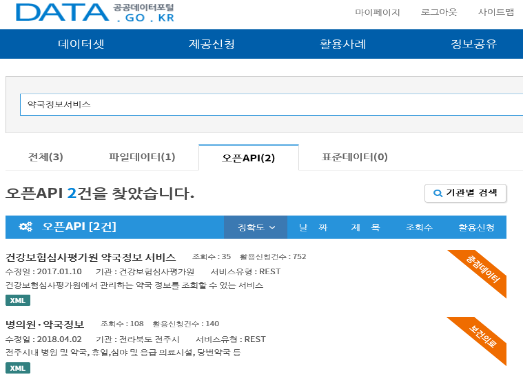 DATA 공공데이터포털
.GO.KR
마이페이지 로그아웃 사이트맵
데이터셋 제공신청 활용사례 정보공유
약국정보서비스
전체(3) 파일데이터(1) 오픈API(2) 표준데이터(0)
오픈API 2건을 찾았습니다.
기관별 검색
오픈API [2건] 정확도 날 짜 제 목 조회수 활용신청
건강보험심사평가원 약국정보 서비스 조회수 : 35 활용신청건수 : 752
중점데이터
수정일 : 2017.01.10 기관 : 건강보험심사평가원 서비스유형 : REST
건강보험심사평가원에서 관리하는 약국 정보를 조회할 수 있는 서비스
XML
병의원·약국정보 조회수 : 108 활용신청건수 : 140
보건의료
수정일 : 2018.04.02 기관 : 전라북도 전주시 서비스유형 : REST
전주시내 병원 및 약국, 휴일,심야 및 응급 의료시설, 당번약국 등
XML